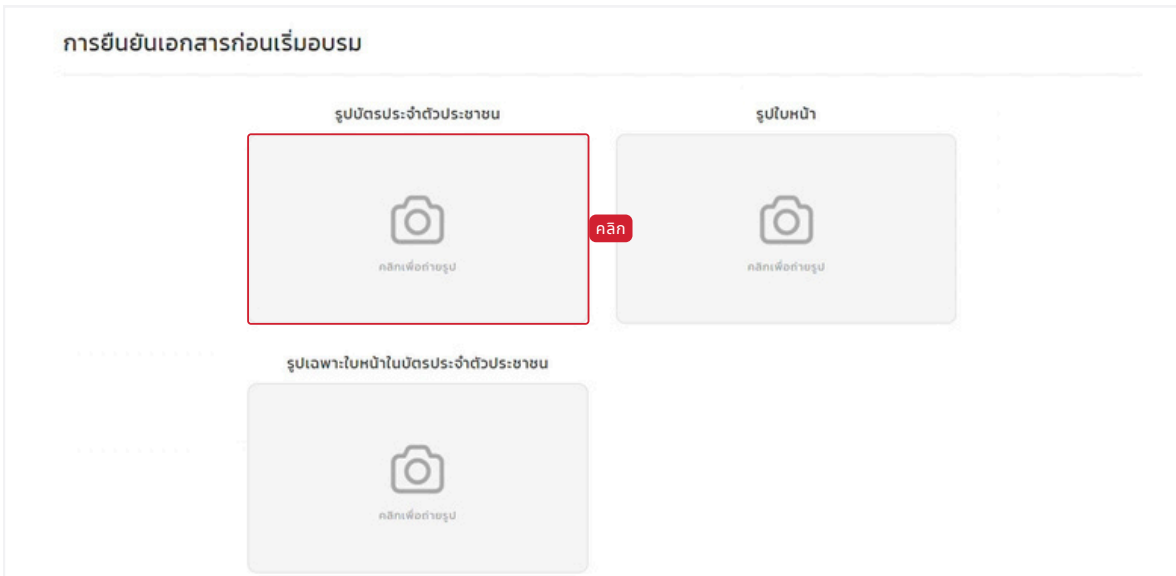 การยืนยันเอกสารก่อนเริ่มอบรม
รูปบัตรประจำตัวประชาชน
รูปใบหน้า
คลิกเพื่อถ่ายรูป
คลิก
คลิกเพื่อถ่ายรูป
รูปเฉพาะใบหน้าในบัตรประจำตัวประชาชน
คลิกเพื่อถ่ายรูป